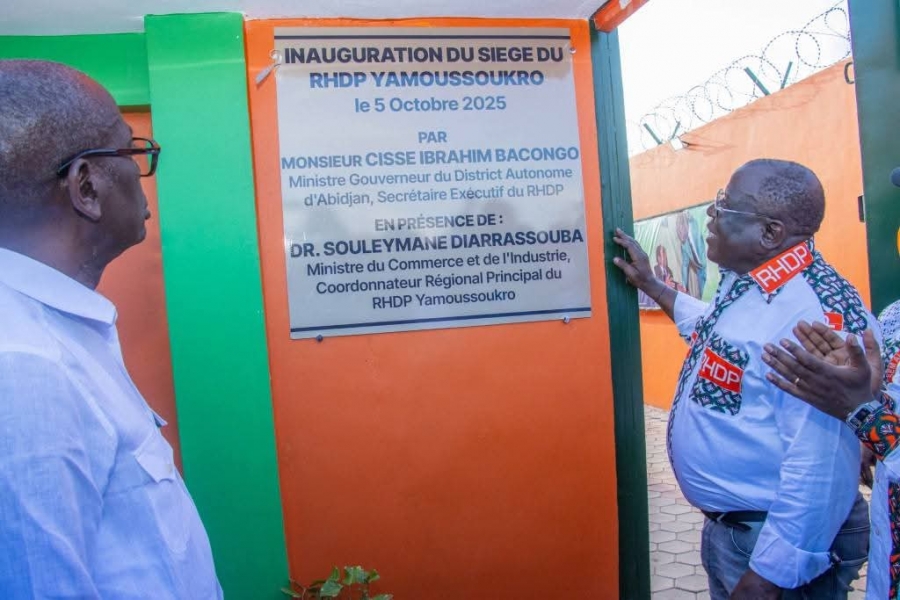 INAUGURATION DU SIEGE DU
RHDP YAMOUSSOUKRO
le 5 Octobre 2025
PAR
MONSIEUR CISSE IBRAHIM BACONGO
Ministre Gouverneur du District Autonome
d'Abidjan, Secrétaire Exécutif du RHDP
EN PRÉSENCE DE :
DR. SOULEYMANE DIARRASSOUBA
Ministre du Commerce et de l'Industrie,
Coordonnateur Régional Principal du
RHDP Yamoussoukro
RHDP
RHDP